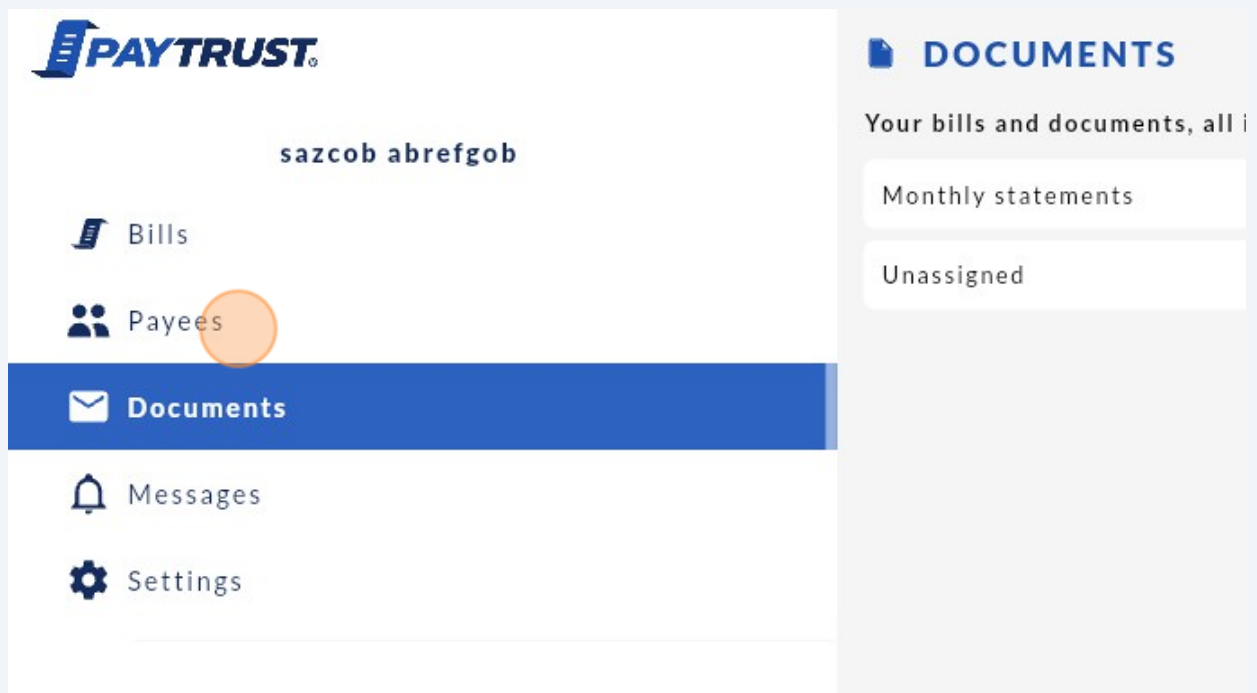 PAYTRUST®
sazcob abrefgob
Bills
Payees
Documents
Messages
Settings
DOCUMENTS
Your bills and documents, all
Monthly statements
Unassigned